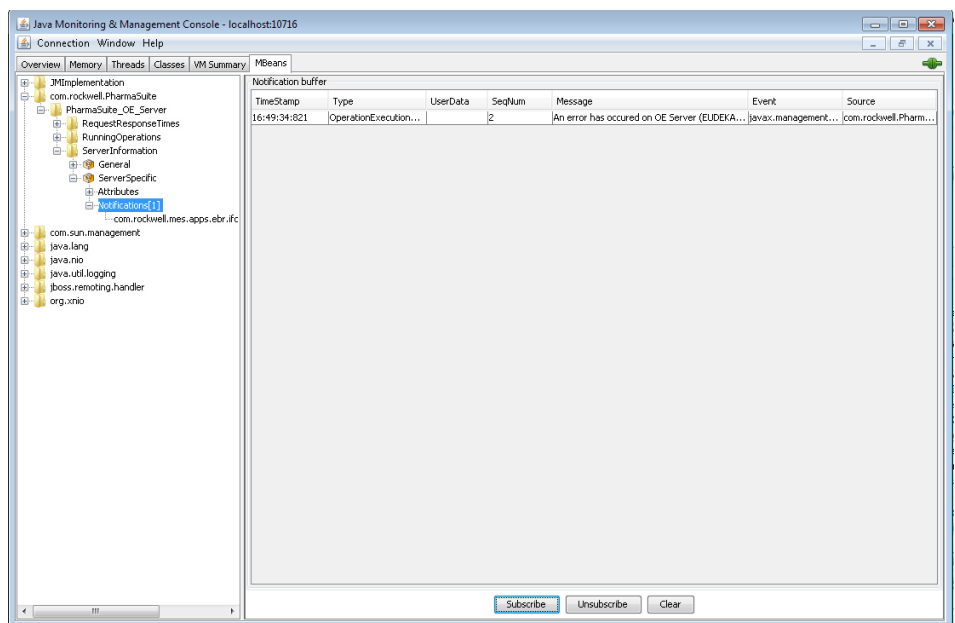 Java Monitoring & Management Console - localhost:10716
Connection Window Help
Overview Memory Threads Classes VM Summary MBeans
JMImplementation
com.rockwell.PharmaSuite
PharmaSuite_OE_Server
RequestResponseTimes
RunningOperations
ServerInformation
General
ServerSpecific
Attributes
Notifications[1]
com.rockwell.mes.apps.ebr.ifc
com.sun.management
java.lang
java.nio
java.util.logging
jboss.remoting.handler
org.xnio
Notification buffer
TimeStamp Type UserData SeqNum Message Event Source
16:49:34:821 OperationExecution... 2 An error has occured on OE Server (EUDEKA... javax.management... com.rockwell.Pharm...
Subscribe Unsubscribe Clear